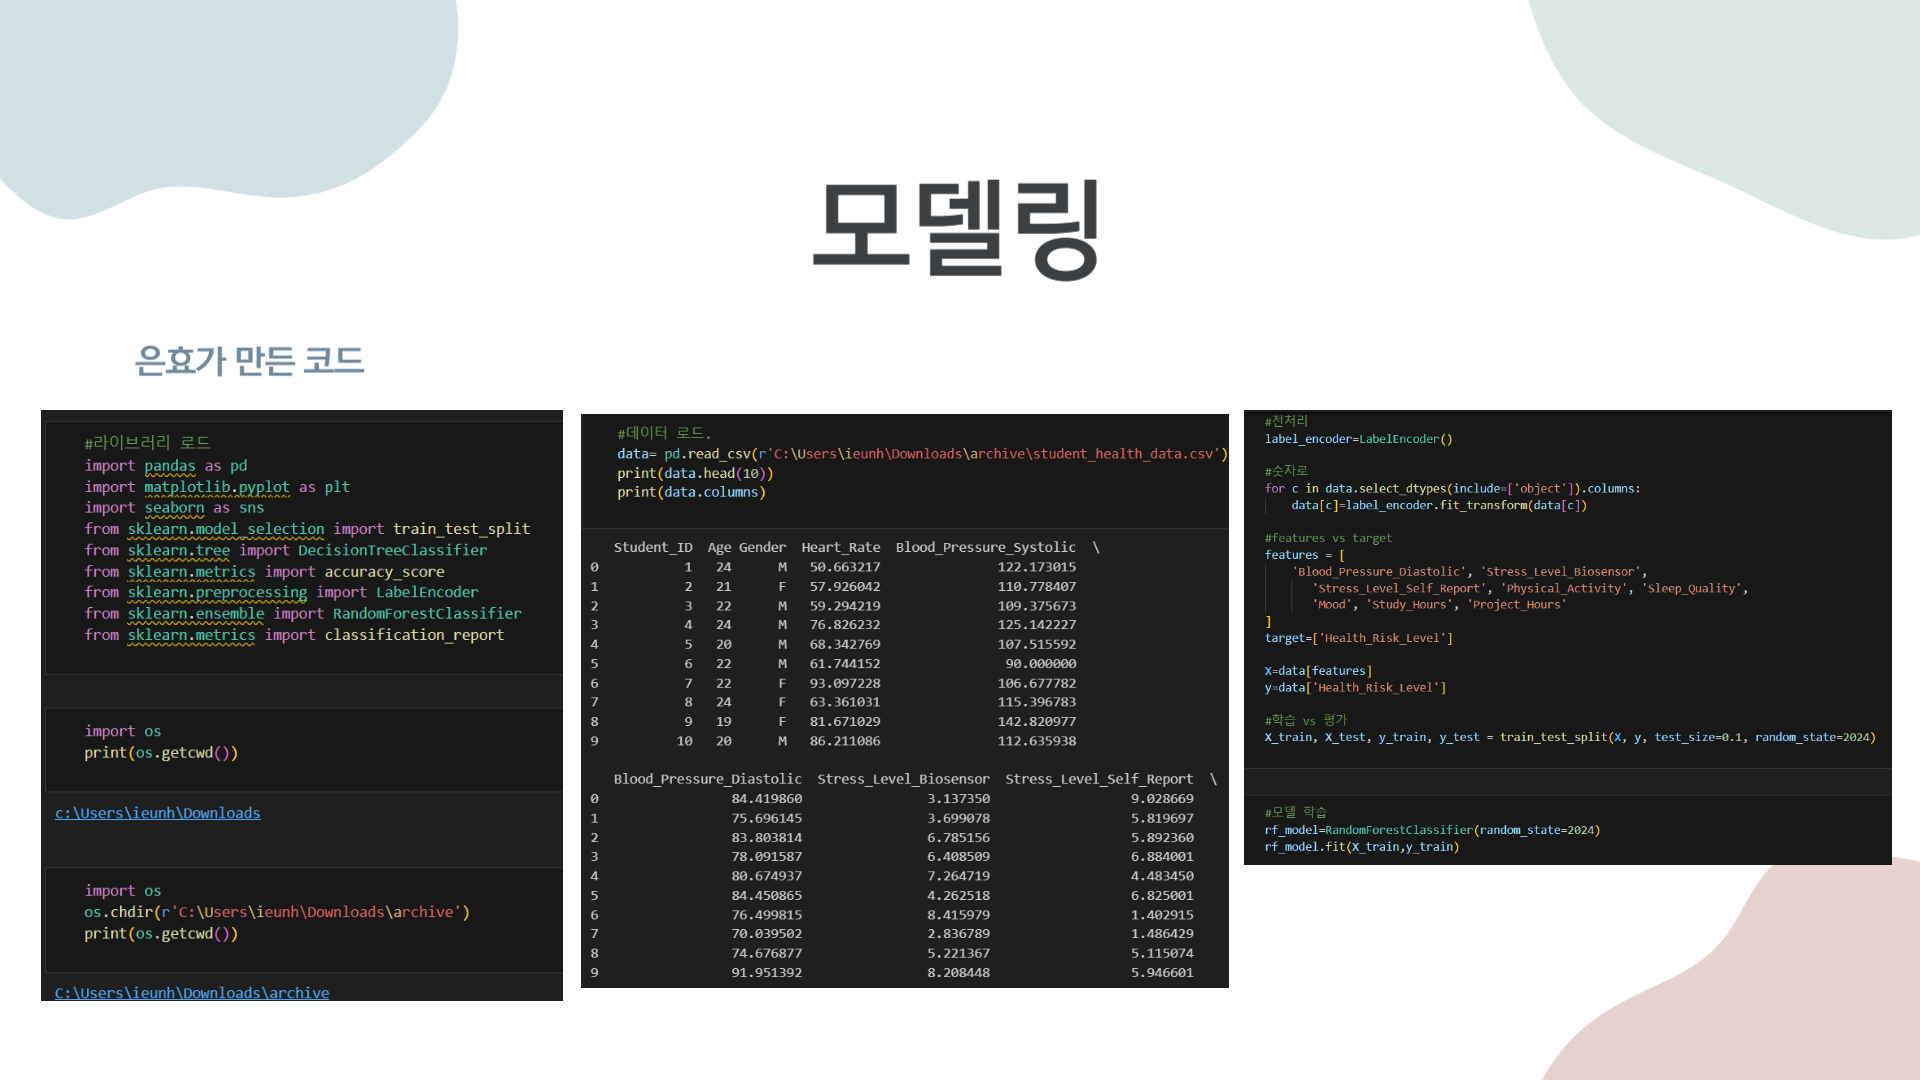 모델링
은효가 만든 코드
#라이브러리 로드
import pandas as pd
import matplotlib.pyplot as plt
import seaborn as sns
from sklearn.model_selection import train_test_split
from sklearn.tree import DecisionTreeClassifier
from sklearn.metrics import accuracy_score
from sklearn.preprocessing import LabelEncoder
from sklearn.ensemble import RandomForestClassifier
from sklearn.metrics import classification_report
import os
print(os.getcwd())
c:\Users\ieunh\Downloads
import os
os.chdir(r'C:\Users\ieunh\Downloads\archive')
print(os.getcwd())
C:\Users\ieunh\Downloads\archive
#데이터 로드.
data= pd.read_csv(r'C:\Users\ieunh\Downloads\archive\student_health_data.csv')
print(data.head(10))
print(data.columns)
Student_ID Age Gender Heart_Rate Blood_Pressure_Systolic \
0 1 24 M 50.663217 122.173015
1 2 21 F 57.926042 110.778407
2 3 22 M 59.294219 109.375673
3 4 24 M 76.826232 125.142227
4 5 20 M 68.342769 107.515592
5 6 22 M 61.744152 90.000000
6 7 22 F 93.097228 106.677782
7 8 24 F 63.361031 115.396783
8 9 19 F 81.671029 142.820977
9 10 20 M 86.211086 112.635938
Blood_Pressure_Diastolic Stress_Level_Biosensor Stress_Level_Self_Report \
0 84.419860 3.137350 9.028669
1 75.696145 3.699078 5.819697
2 83.803814 6.785156 5.892360
3 78.091587 6.408509 6.884001
4 80.674937 7.264719 4.483450
5 84.450865 4.262518 6.825001
6 76.499815 8.415979 1.402915
7 70.039502 2.836789 1.486429
8 74.676877 5.221367 5.115074
9 91.951392 8.208448 5.946601
#전처리
label_encoder=LabelEncoder()
#숫자로
for c in data.select_dtypes(include=['object']).columns:
data[c]=label_encoder.fit_transform(data[c])
#features vs target
features = [
'Blood_Pressure_Diastolic', 'Stress_Level_Biosensor',
'Stress_Level_Self_Report', 'Physical_Activity', 'Sleep_Quality',
'Mood', 'Study_Hours', 'Project_Hours'
]
target=['Health_Risk_Level']
X=data[features]
y=data['Health_Risk_Level']
#학습 vs 평가
X_train, X_test, y_train, y_test = train_test_split(X, y, test_size=0.1, random_state=2024)
#모델 학습
rf_model=RandomForestClassifier(random_state=2024)
rf_model.fit(X_train,y_train)